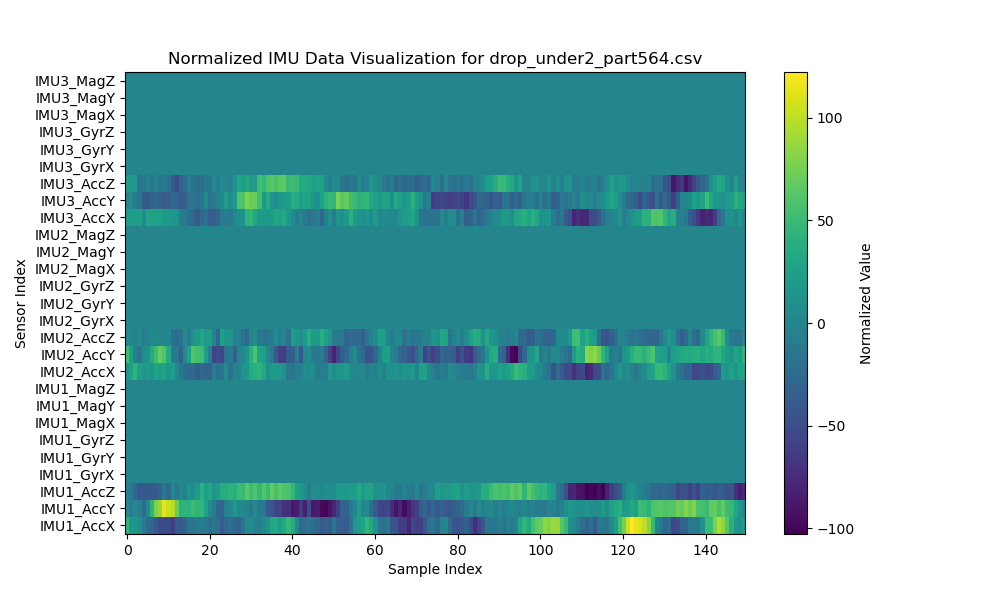 Normalized IMU Data Visualization for drop_under2_part564.csv
IMU3_MagZ
IMU3_MagY
IMU3_MagX
IMU3_GyrZ
IMU3_GyrY
IMU3_GyrX
IMU3_AccZ
IMU3_AccY
IMU3_AccX
IMU2_MagZ
IMU2_MagY
IMU2_MagX
IMU2_GyrZ
IMU2_GyrY
IMU2_GyrX
IMU2_AccZ
IMU2_AccY
IMU2_AccX
IMU1_MagZ
IMU1_MagY
IMU1_MagX
IMU1_GyrZ
IMU1_GyrY
IMU1_GyrX
IMU1_AccZ
IMU1_AccY
IMU1_AccX
Sensor Index
0 20 40 60 80 100 120 140
Sample Index
100
50
0
−50
−100
Normalized Value